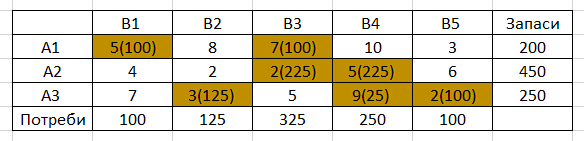 B1 B2 B3 B4 B5 Запаси
A1 5(100) 8 7(100) 10 3 200
A2 4 2 2(225) 5(225) 6 450
A3 7 3(125) 5 9(25) 2(100) 250
Потреби 100 125 325 250 100